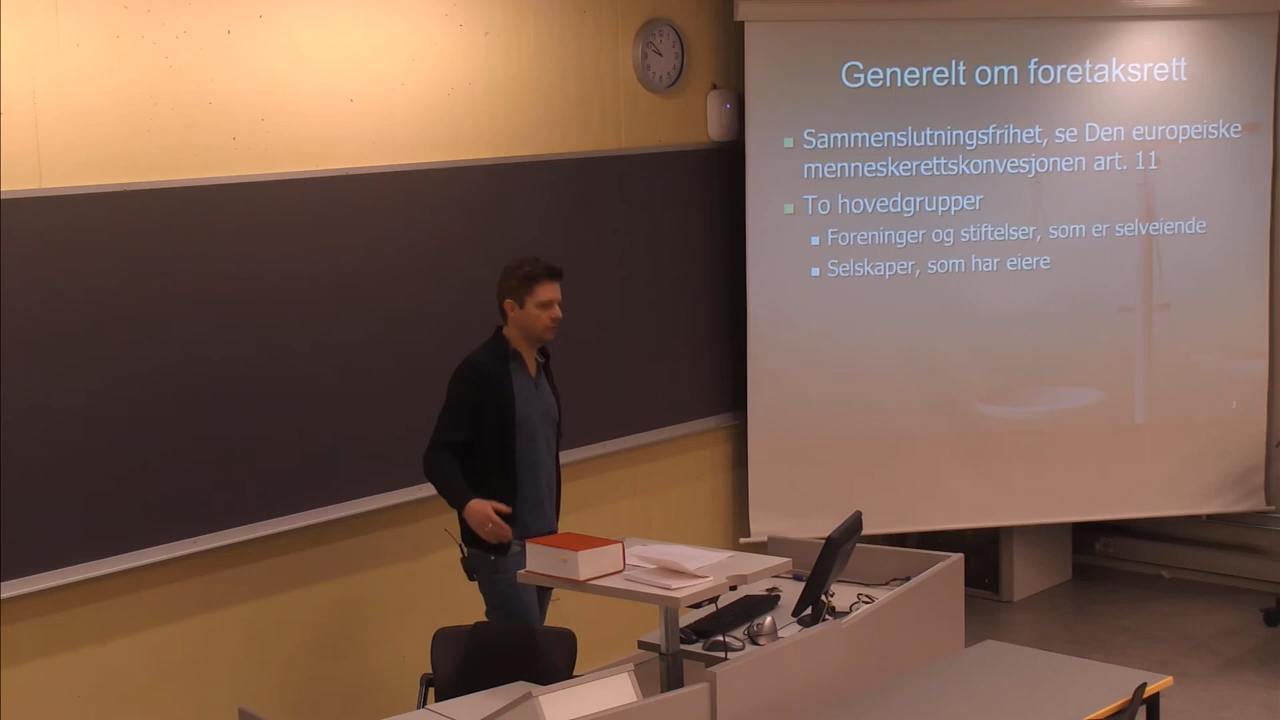 Generelt om foretaksrett
Sammenslutningsfrihet, se Den europeiske
menneskerettskonvesjonen art. 11
To hovedgrupper
Foreninger og stiftelser, som er selveiende
Selskaper, som har eiere